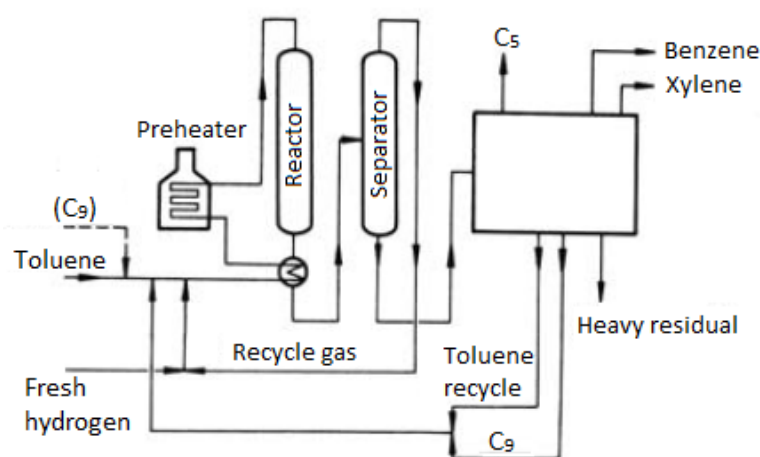 C₅
Benzene
Xylene
Preheater
Reactor
Separator
(C₉)
Toluene
Heavy residual
Recycle gas
Toluene
recycle
Fresh
hydrogen
C₉